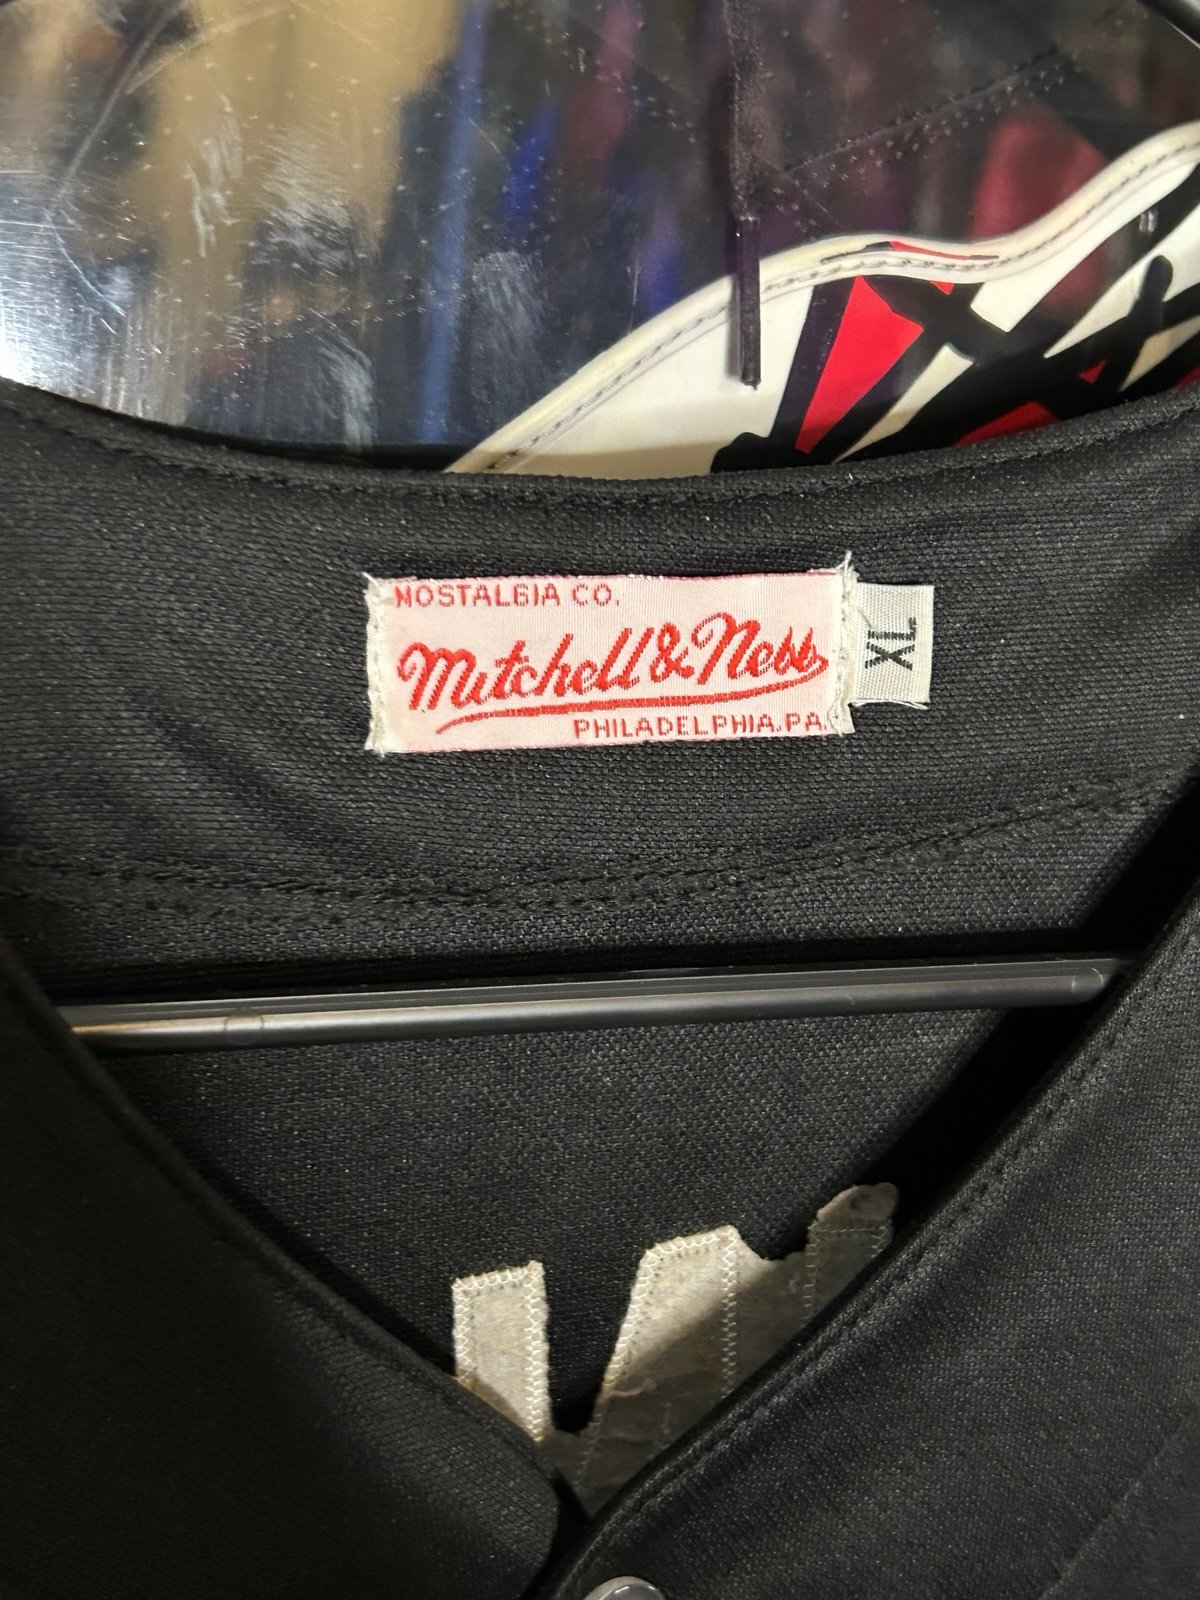 NOSTALGIA CO.
Mitchell & Ness
PHILADELPHIA, PA.
XL